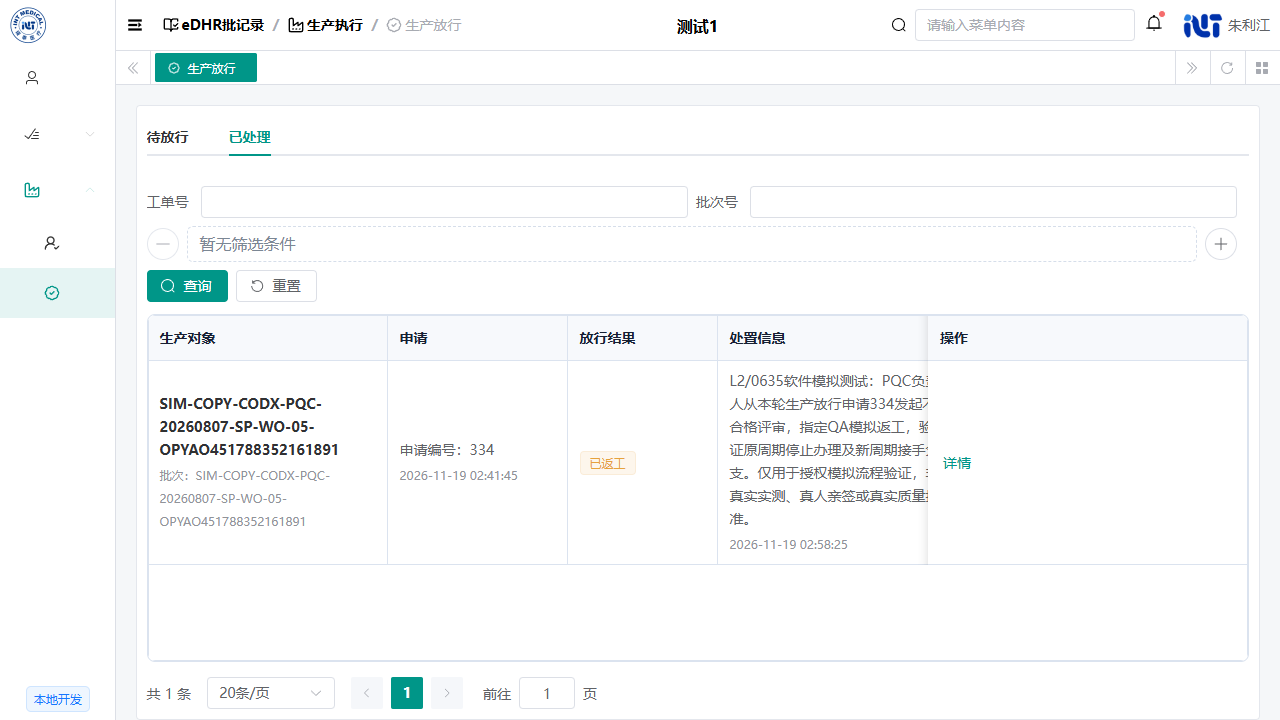 eDHR批记录 / 生产执行 / 生产放行
测试1
请输入菜单内容
朱利江
生产放行
待放行
已处理
工单号
批次号
暂无筛选条件
查询
重置
生产对象
申请
放行结果
处置信息
操作
SIM-COPY-CODX-PQC-
20260807-SP-WO-05-
OPYAO451788352161891
批次：SIM-COPY-CODX-PQC-
20260807-SP-WO-05-
OPYAO451788352161891
申请编号：334
2026-11-19 02:41:45
已返工
L2/0635软件模拟测试：PQC负
人从本轮生产放行申请334发起
合格评审，指定QA模拟返工，验
证原周期停止办理及新周期接手
支。仅用于授权模拟流程验证，
真实实测、真人亲签或真实质量
准。
2026-11-19 02:58:25
详情
共 1 条
20条/页
1
前往
1
页
本地开发